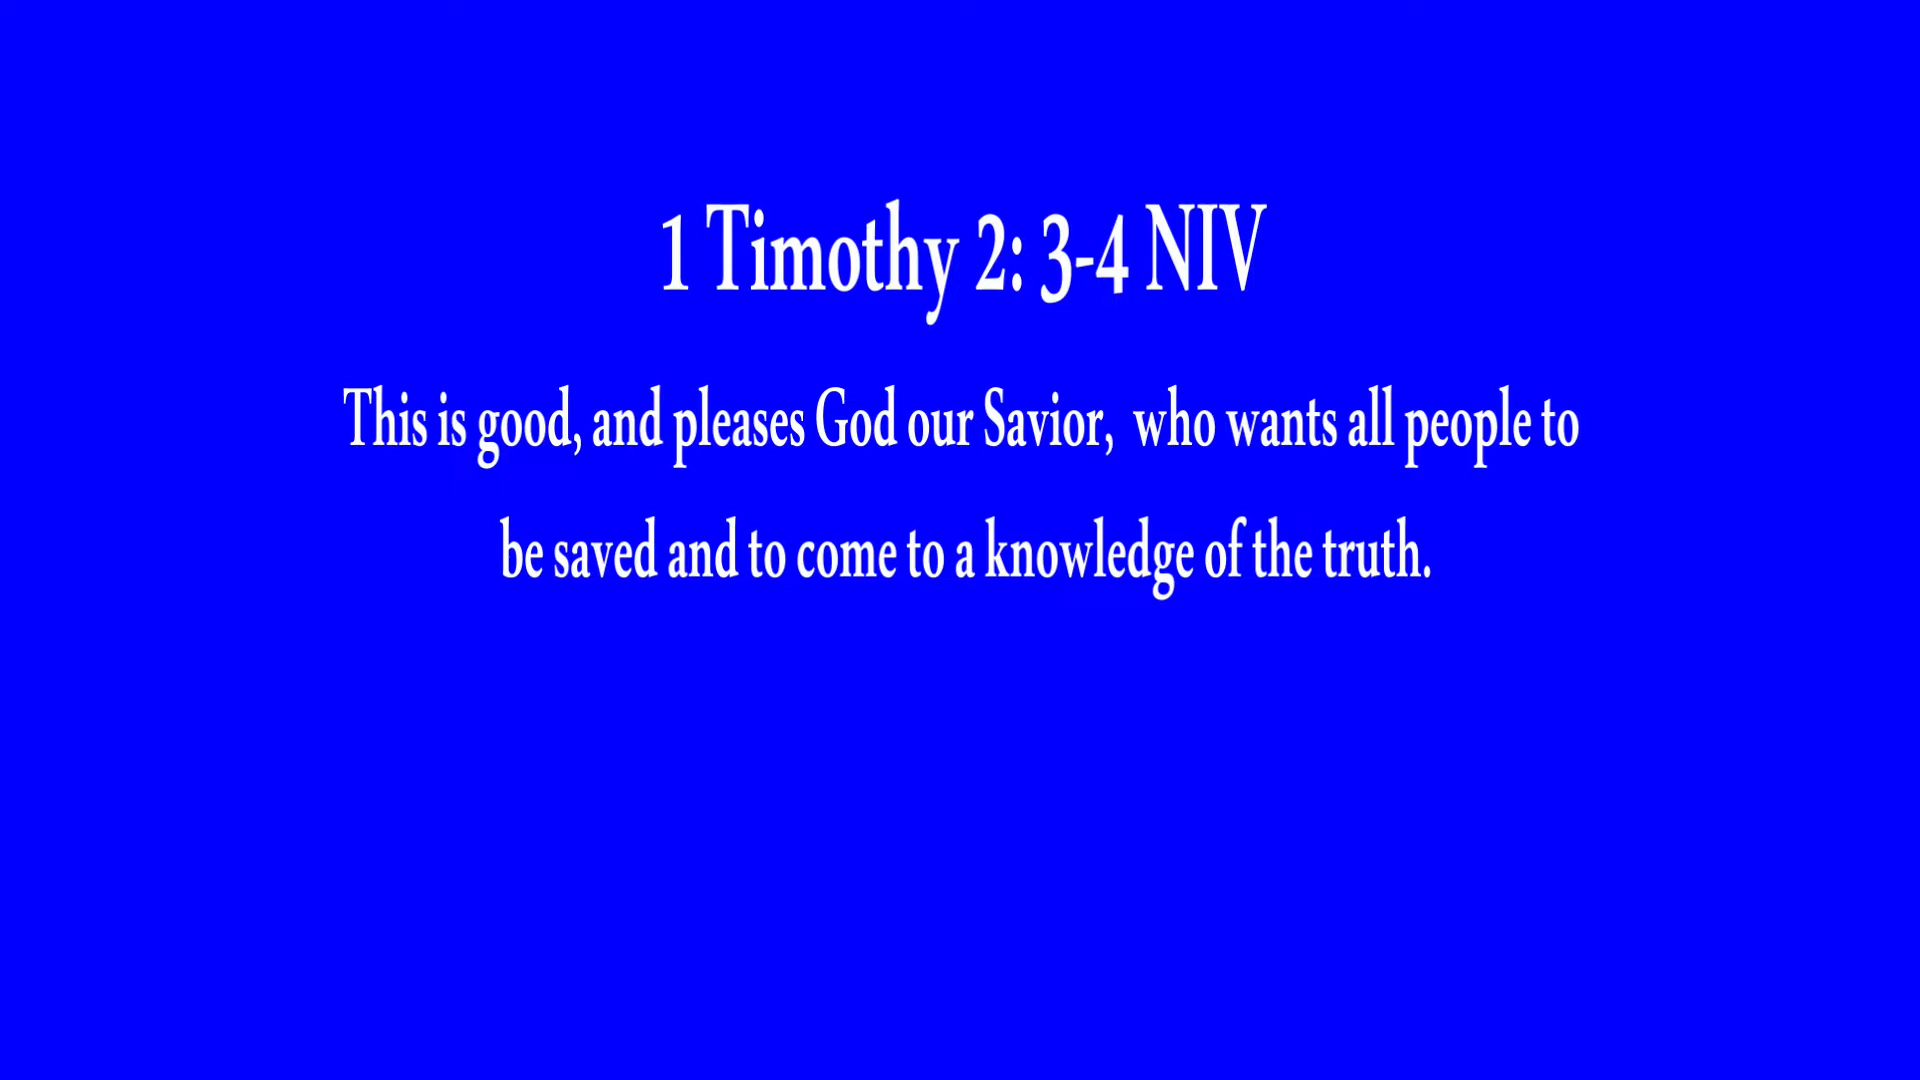 1 Timothy 2: 3-4 NIV
This is good, and pleases God our Savior,  who wants all people to
be saved and to come to a knowledge of the truth.